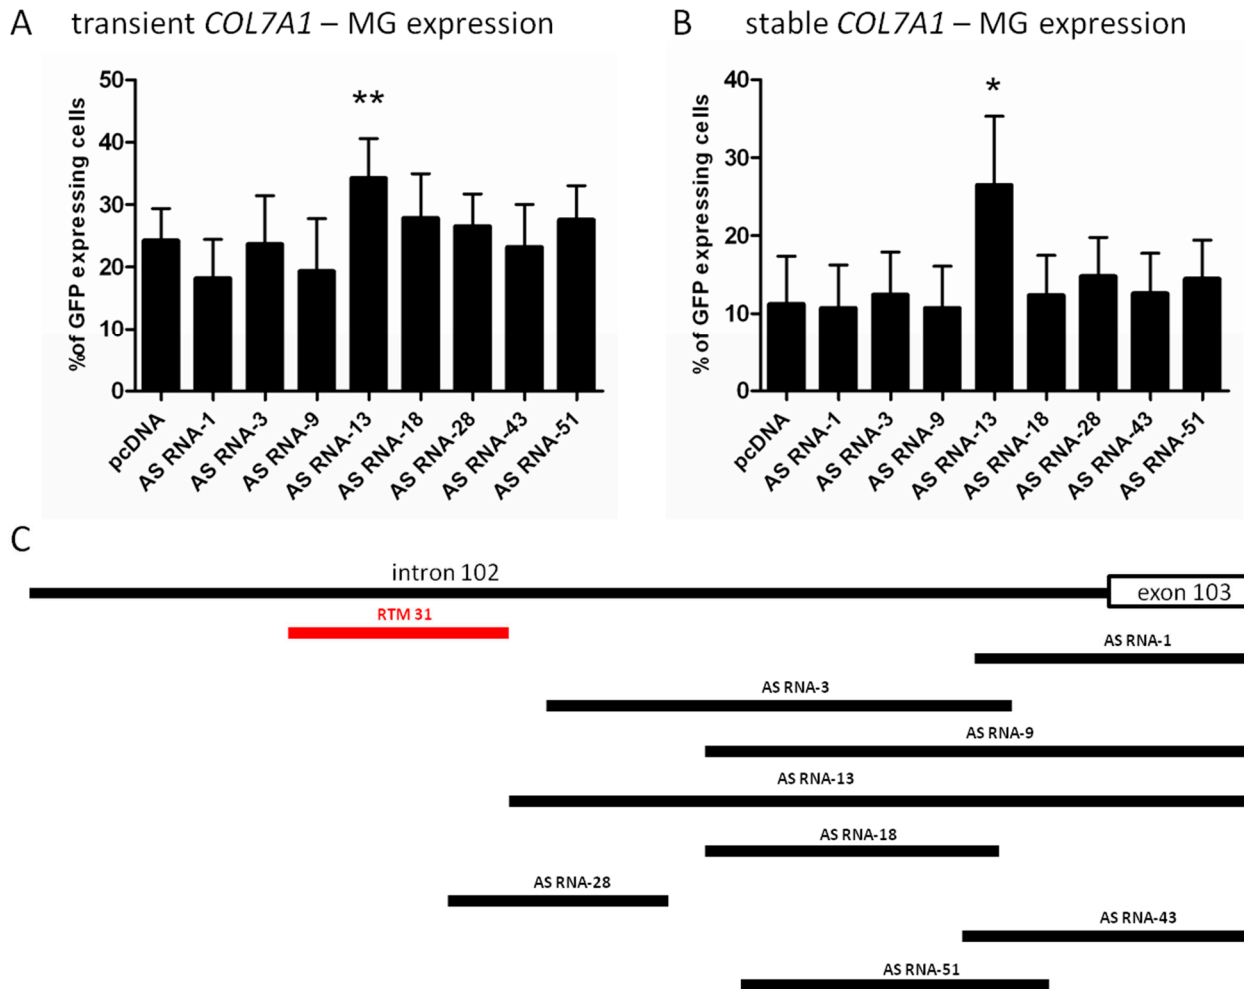 A transient COL7A1 – MG expression
%of GFP expressing cells
50
40
30
20
10
0
**
pcDNA
AS RNA-1
AS RNA-3
AS RNA-9
AS RNA-13
AS RNA-18
AS RNA-28
AS RNA-43
AS RNA-51
B stable COL7A1 – MG expression
% of GFP expressing cells
40
30
20
10
0
*
pcDNA
AS RNA-1
AS RNA-3
AS RNA-9
AS RNA-13
AS RNA-18
AS RNA-28
AS RNA-43
AS RNA-51
C
intron 102
exon 103
RTM 31
AS RNA-1
AS RNA-3
AS RNA-9
AS RNA-13
AS RNA-18
AS RNA-28
AS RNA-43
AS RNA-51